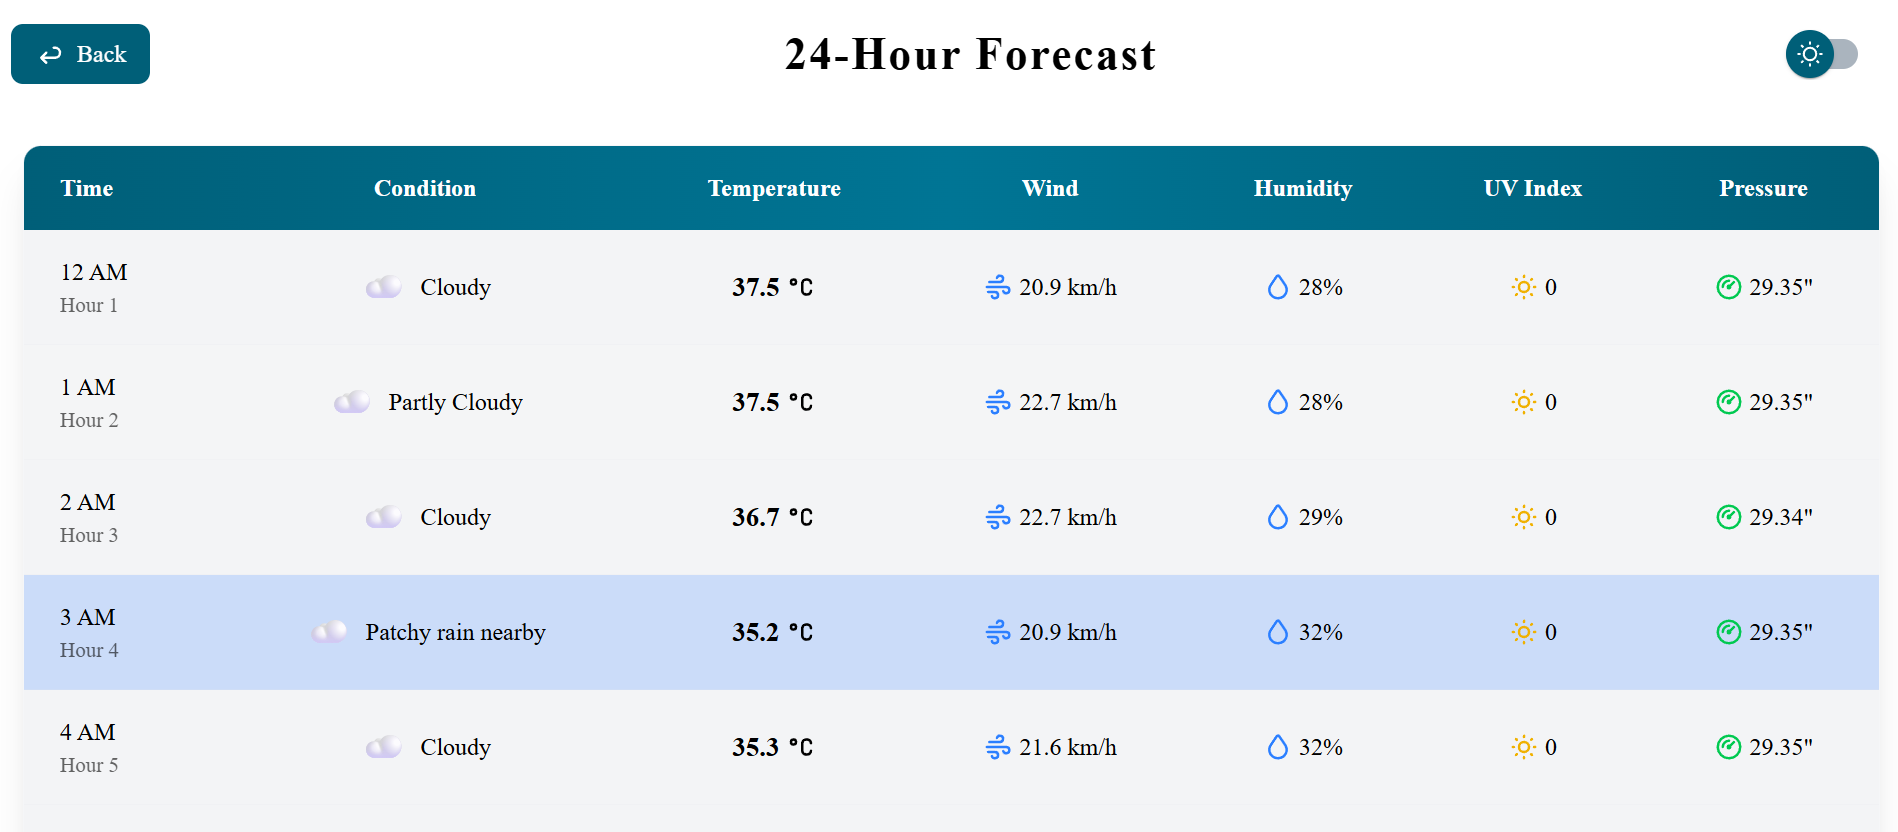 Back
24-Hour Forecast
Time Condition Temperature Wind Humidity UV Index Pressure
12 AM
Hour 1
Cloudy 37.5 °C 20.9 km/h 28% 0 29.35"
1 AM
Hour 2
Partly Cloudy 37.5 °C 22.7 km/h 28% 0 29.35"
2 AM
Hour 3
Cloudy 36.7 °C 22.7 km/h 29% 0 29.34"
3 AM
Hour 4
Patchy rain nearby 35.2 °C 20.9 km/h 32% 0 29.35"
4 AM
Hour 5
Cloudy 35.3 °C 21.6 km/h 32% 0 29.35"